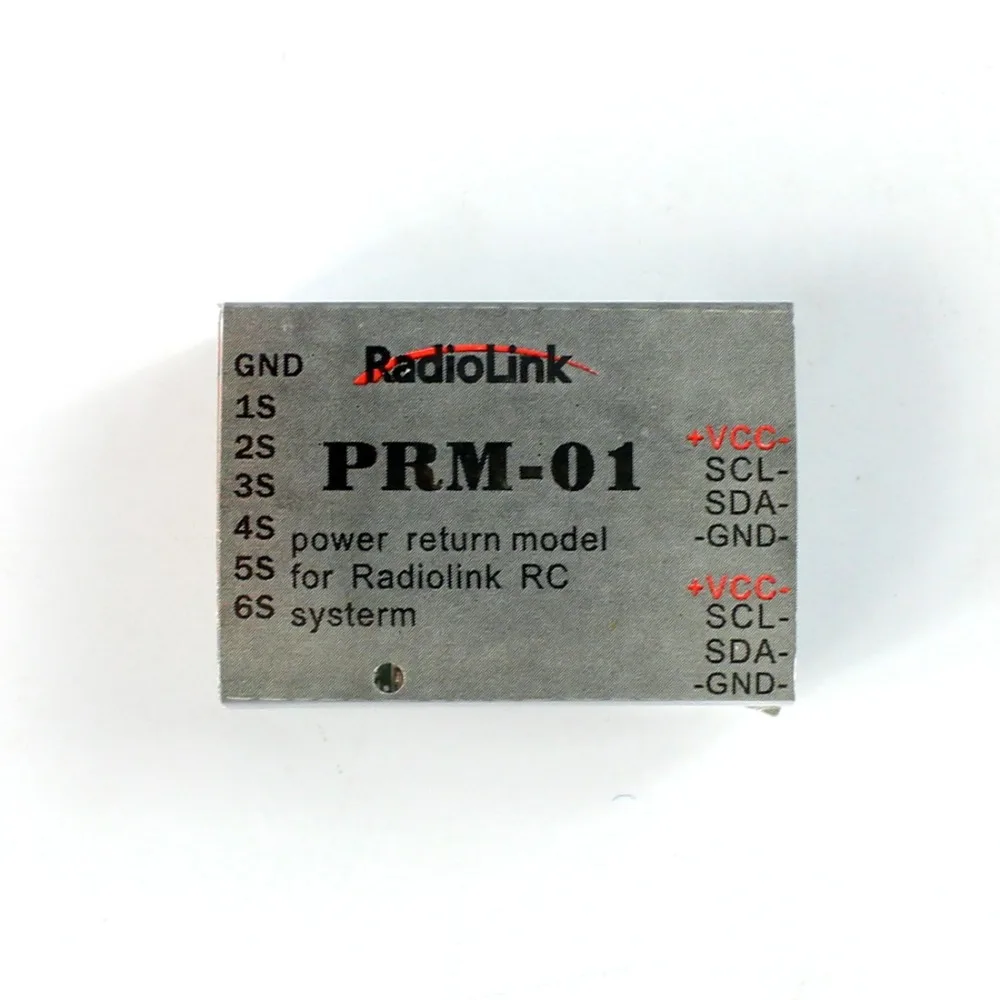 GND
1S
2S
3S
4S
5S
6S
RadioLink
PRM-01
power return model
for Radiolink RC
systerm
+VCC-
SCL-
SDA-
-GND-
+VCC-
SCL-
SDA-
-GND-